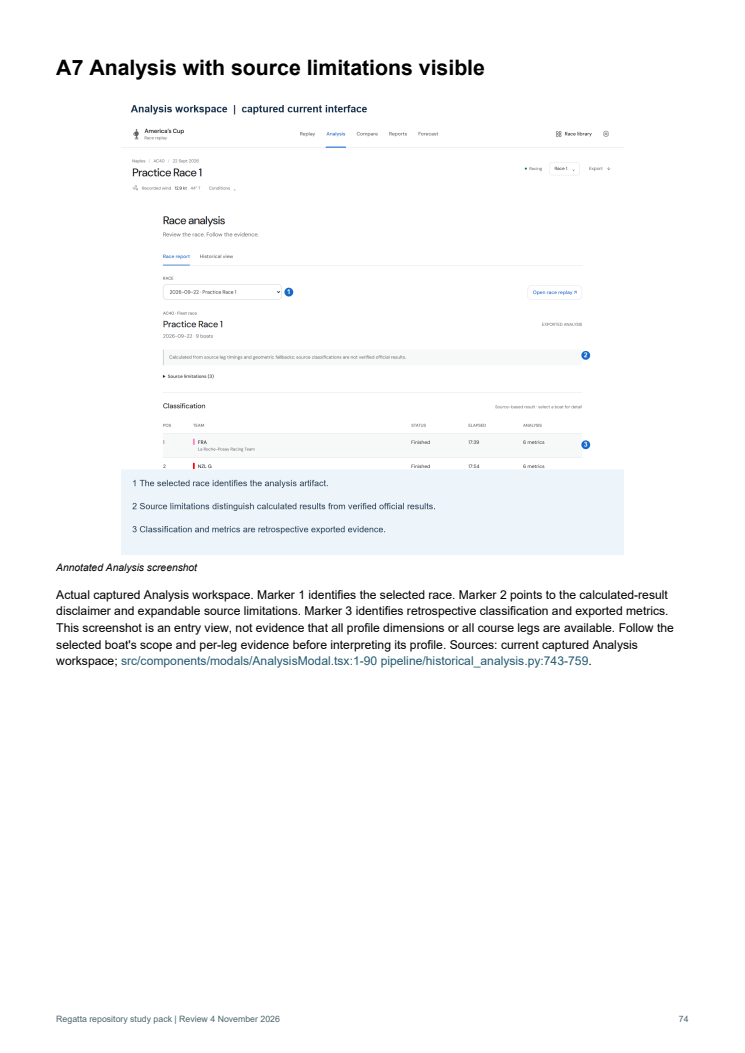 A7 Analysis with source limitations visible
Analysis workspace | captured current interface
America's Cup
Race replay
Replay Analysis Compare Reports Forecast
Race library
Naples / AC40 / 22 Sept 2026
Practice Race 1
Racing Race 1 Export ↓
Recorded wind 12.9 kt 44° T Conditions
Race analysis
Review the race. Follow the evidence.
Race report Historical view
RACE
2026-09-22 · Practice Race 1
1
Open race replay ↗
AC40 · Fleet race
Practice Race 1
EXPORTED ANALYSIS
2026-09-22 · 9 boats
Calculated from source leg timings and geometric fallbacks; source classifications are not verified official results.
2
▸ Source limitations (3)
Classification
Source-based result · select a boat for detail
POS TEAM STATUS ELAPSED ANALYSIS
1 FRA Finished 17:39 6 metrics
3
La Roche-Posay Racing Team
2 NZL G Finished 17:54 6 metrics
1 The selected race identifies the analysis artifact.
2 Source limitations distinguish calculated results from verified official results.
3 Classification and metrics are retrospective exported evidence.
Annotated Analysis screenshot
Actual captured Analysis workspace. Marker 1 identifies the selected race. Marker 2 points to the calculated-result
disclaimer and expandable source limitations. Marker 3 identifies retrospective classification and exported metrics.
This screenshot is an entry view, not evidence that all profile dimensions or all course legs are available. Follow the
selected boat's scope and per-leg evidence before interpreting its profile. Sources: current captured Analysis
workspace; src/components/modals/AnalysisModal.tsx:1-90 pipeline/historical_analysis.py:743-759.
Regatta repository study pack | Review 4 November 2026
74